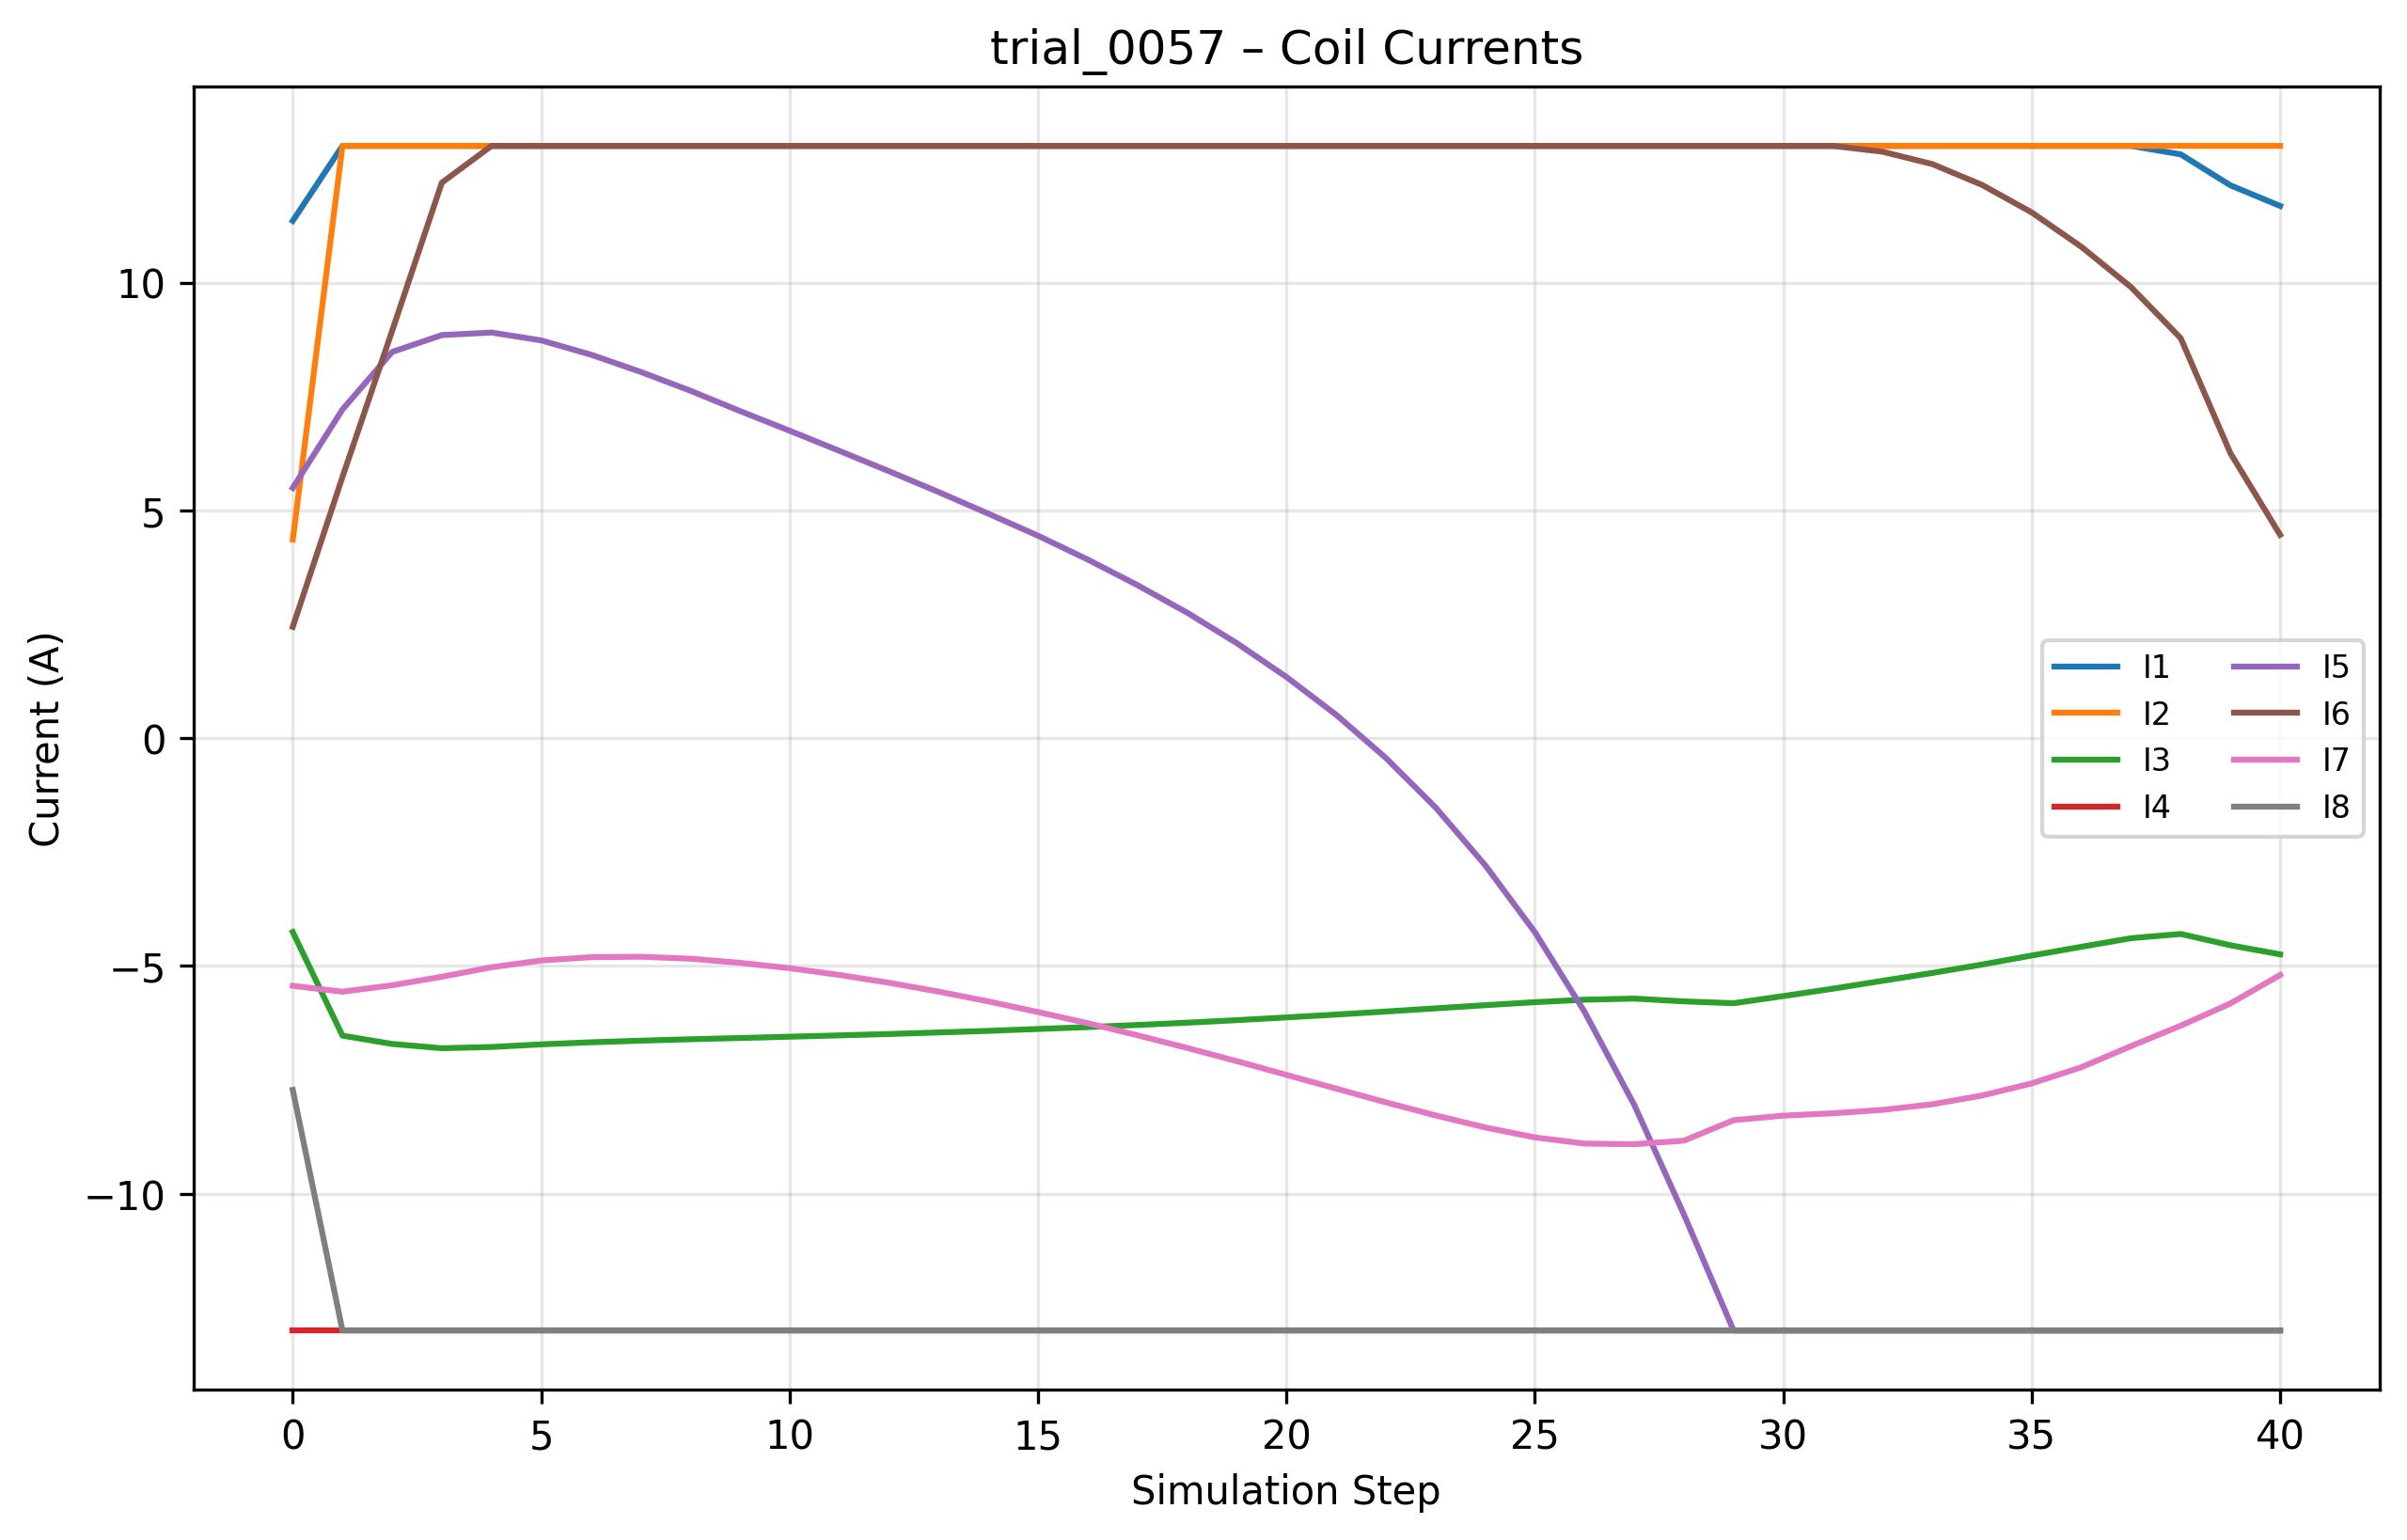 trial_0057 – Coil Currents
Current (A)
10
5
0
−5
−10
I1
I2
I3
I4
I5
I6
I7
I8
0 5 10 15 20 25 30 35 40
Simulation Step